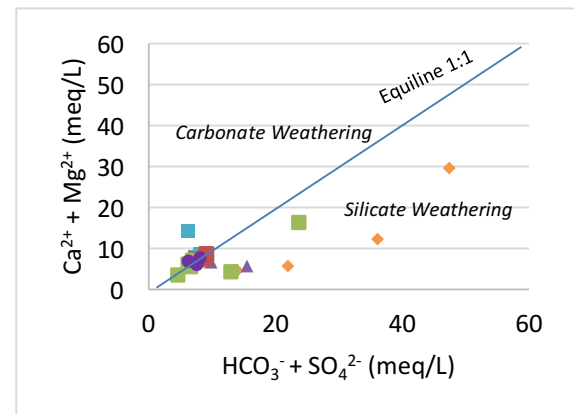 60
50
40
30
20
10
0
Ca²⁺ + Mg²⁺ (meq/L)
Equiline 1:1
Carbonate Weathering
Silicate Weathering
0 20 40 60
HCO₃⁻ + SO₄²⁻ (meq/L)